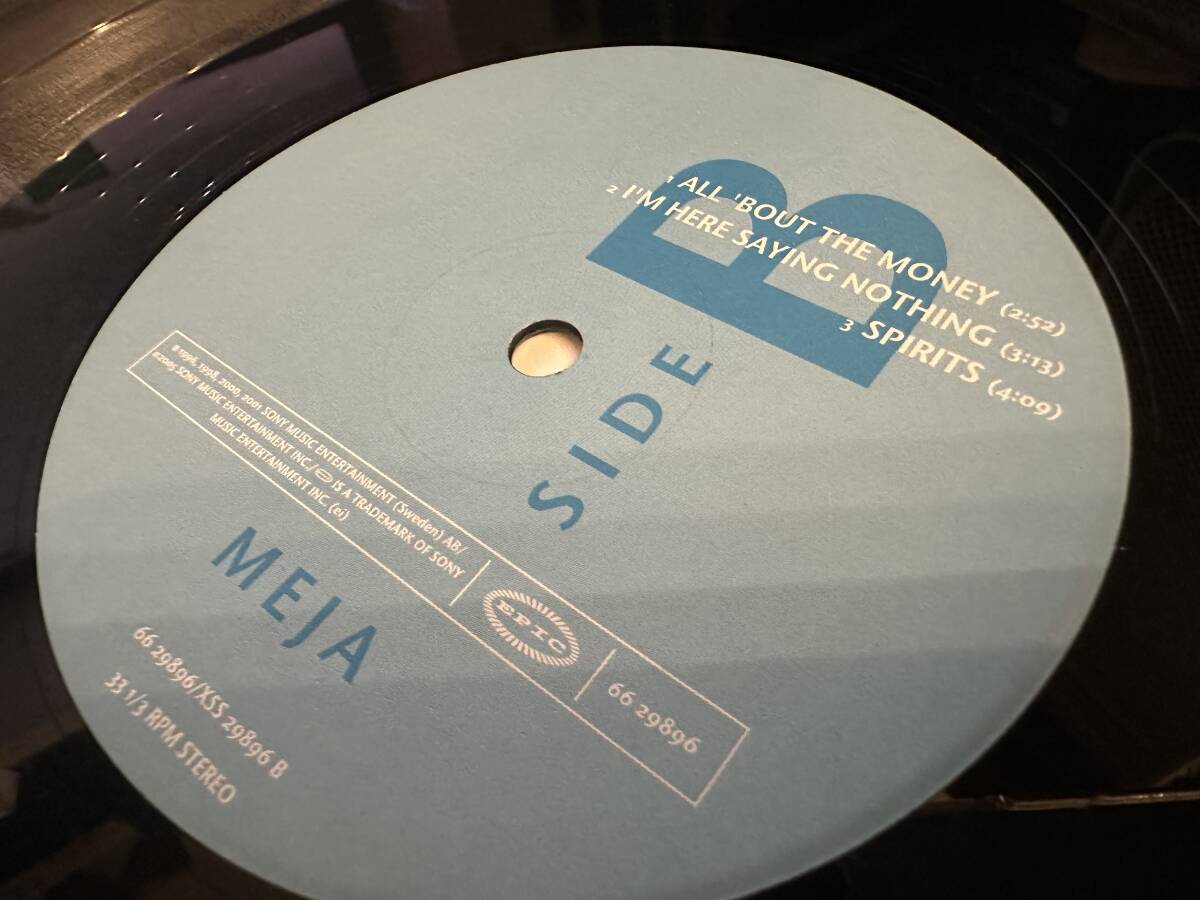 B
1 ALL 'BOUT THE MONEY (2:52)
2 I'M HERE SAYING NOTHING (3:13)
3 SPIRITS (4:09)
SIDE
℗ 1996, 1998, 2000, 2001 SONY MUSIC ENTERTAINMENT (Sweden) AB/
SONY MUSIC ENTERTAINMENT INC./ IS A TRADEMARK OF SONY
MUSIC ENTERTAINMENT INC. (ei)
EPIC
66 29896
MEJA
66 29896/XSS 29896 B
33 1/3 RPM STEREO